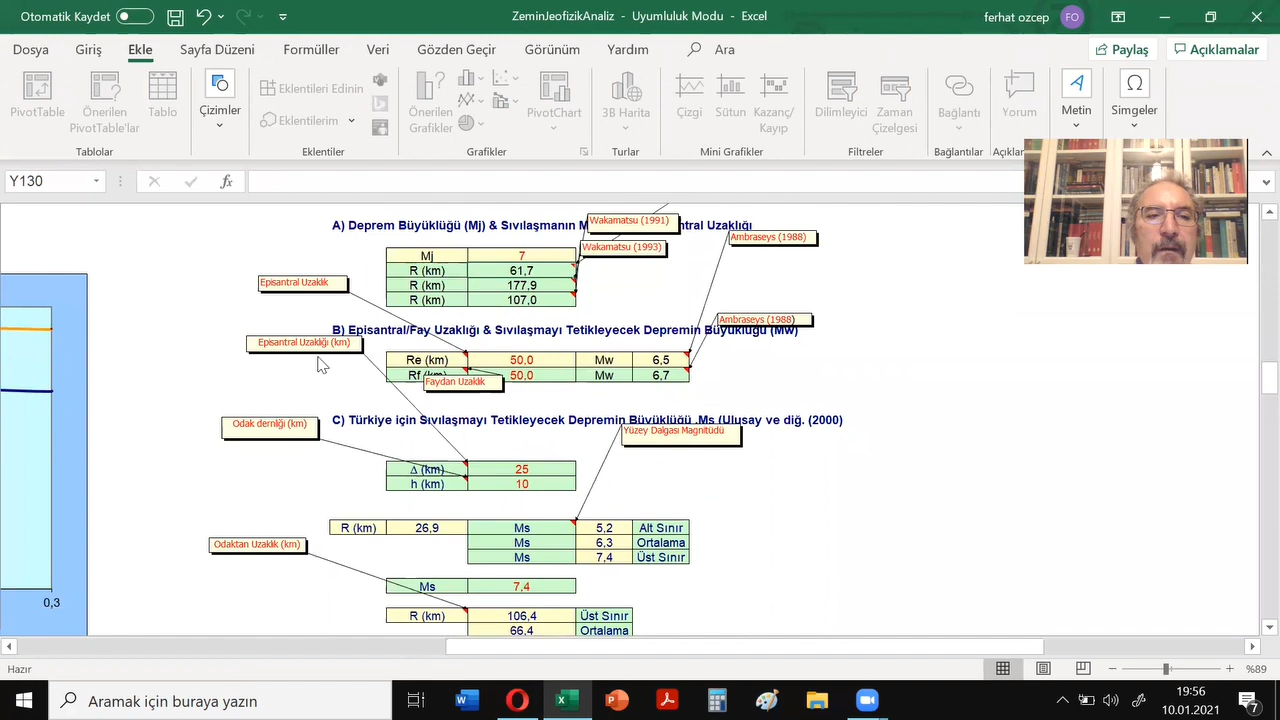 Otomatik Kaydet
ZeminJeofizikAnaliz - Uyumluluk Modu - Excel
ferhat ozcep FO
Dosya Giriş Ekle Sayfa Düzeni Formüller Veri Gözden Geçir Görünüm Yardım Ara
Paylaş Açıklamalar
PivotTable Önerilen PivotTable'lar Tablo
Çizimler
Eklentileri Edinin
Eklentilerim
Önerilen Grafikler
PivotChart
3B Harita
Çizgi Sütun Kazanç/Kayıp
Dilimleyici Zaman Çizelgesi
Bağlantı
Yorum
Metin
Simgeler
Tablolar Eklentiler Grafikler Turlar Mini Grafikler Filtreler Bağlantılar
Y130
fx
A) Deprem Büyüklüğü (Mj) & Sıvılaşmanın
Uzaklığı
Wakamatsu (1991)
Wakamatsu (1993)
Ambraseys (1988)
Mj 7
R (km) 61,7
R (km) 177,9
R (km) 107,0
Episantral Uzaklık
Ambraseys (1988)
B) Episantral/Fay Uzaklığı & Sıvılaşmayı Tetikleyecek Depremin Büyüklüğü (Mw)
Episantral Uzaklığı (km)
Re (km) 50,0 Mw 6,5
Rf 50,0 Mw 6,7
Faydan Uzaklık
C) Türkiye için Sıvılaşmayı Tetikleyecek Depremin Büyüklüğü ,Ms (Ulusay ve diğ. (2000)
Odak dernliği (km)
Yüzey Dalgası Magnitüdü
Δ (km) 25
h (km) 10
R (km) 26,9 Ms 5,2 Alt Sınır
Ms 6,3 Ortalama
Ms 7,4 Üst Sınır
Odaktan Uzaklık (km)
Ms 7,4
R (km) 106,4 Üst Sınır
66,4 Ortalama
0,3
Hazır
%89
Aramak için buraya yazın
19:56
10.01.2021
7